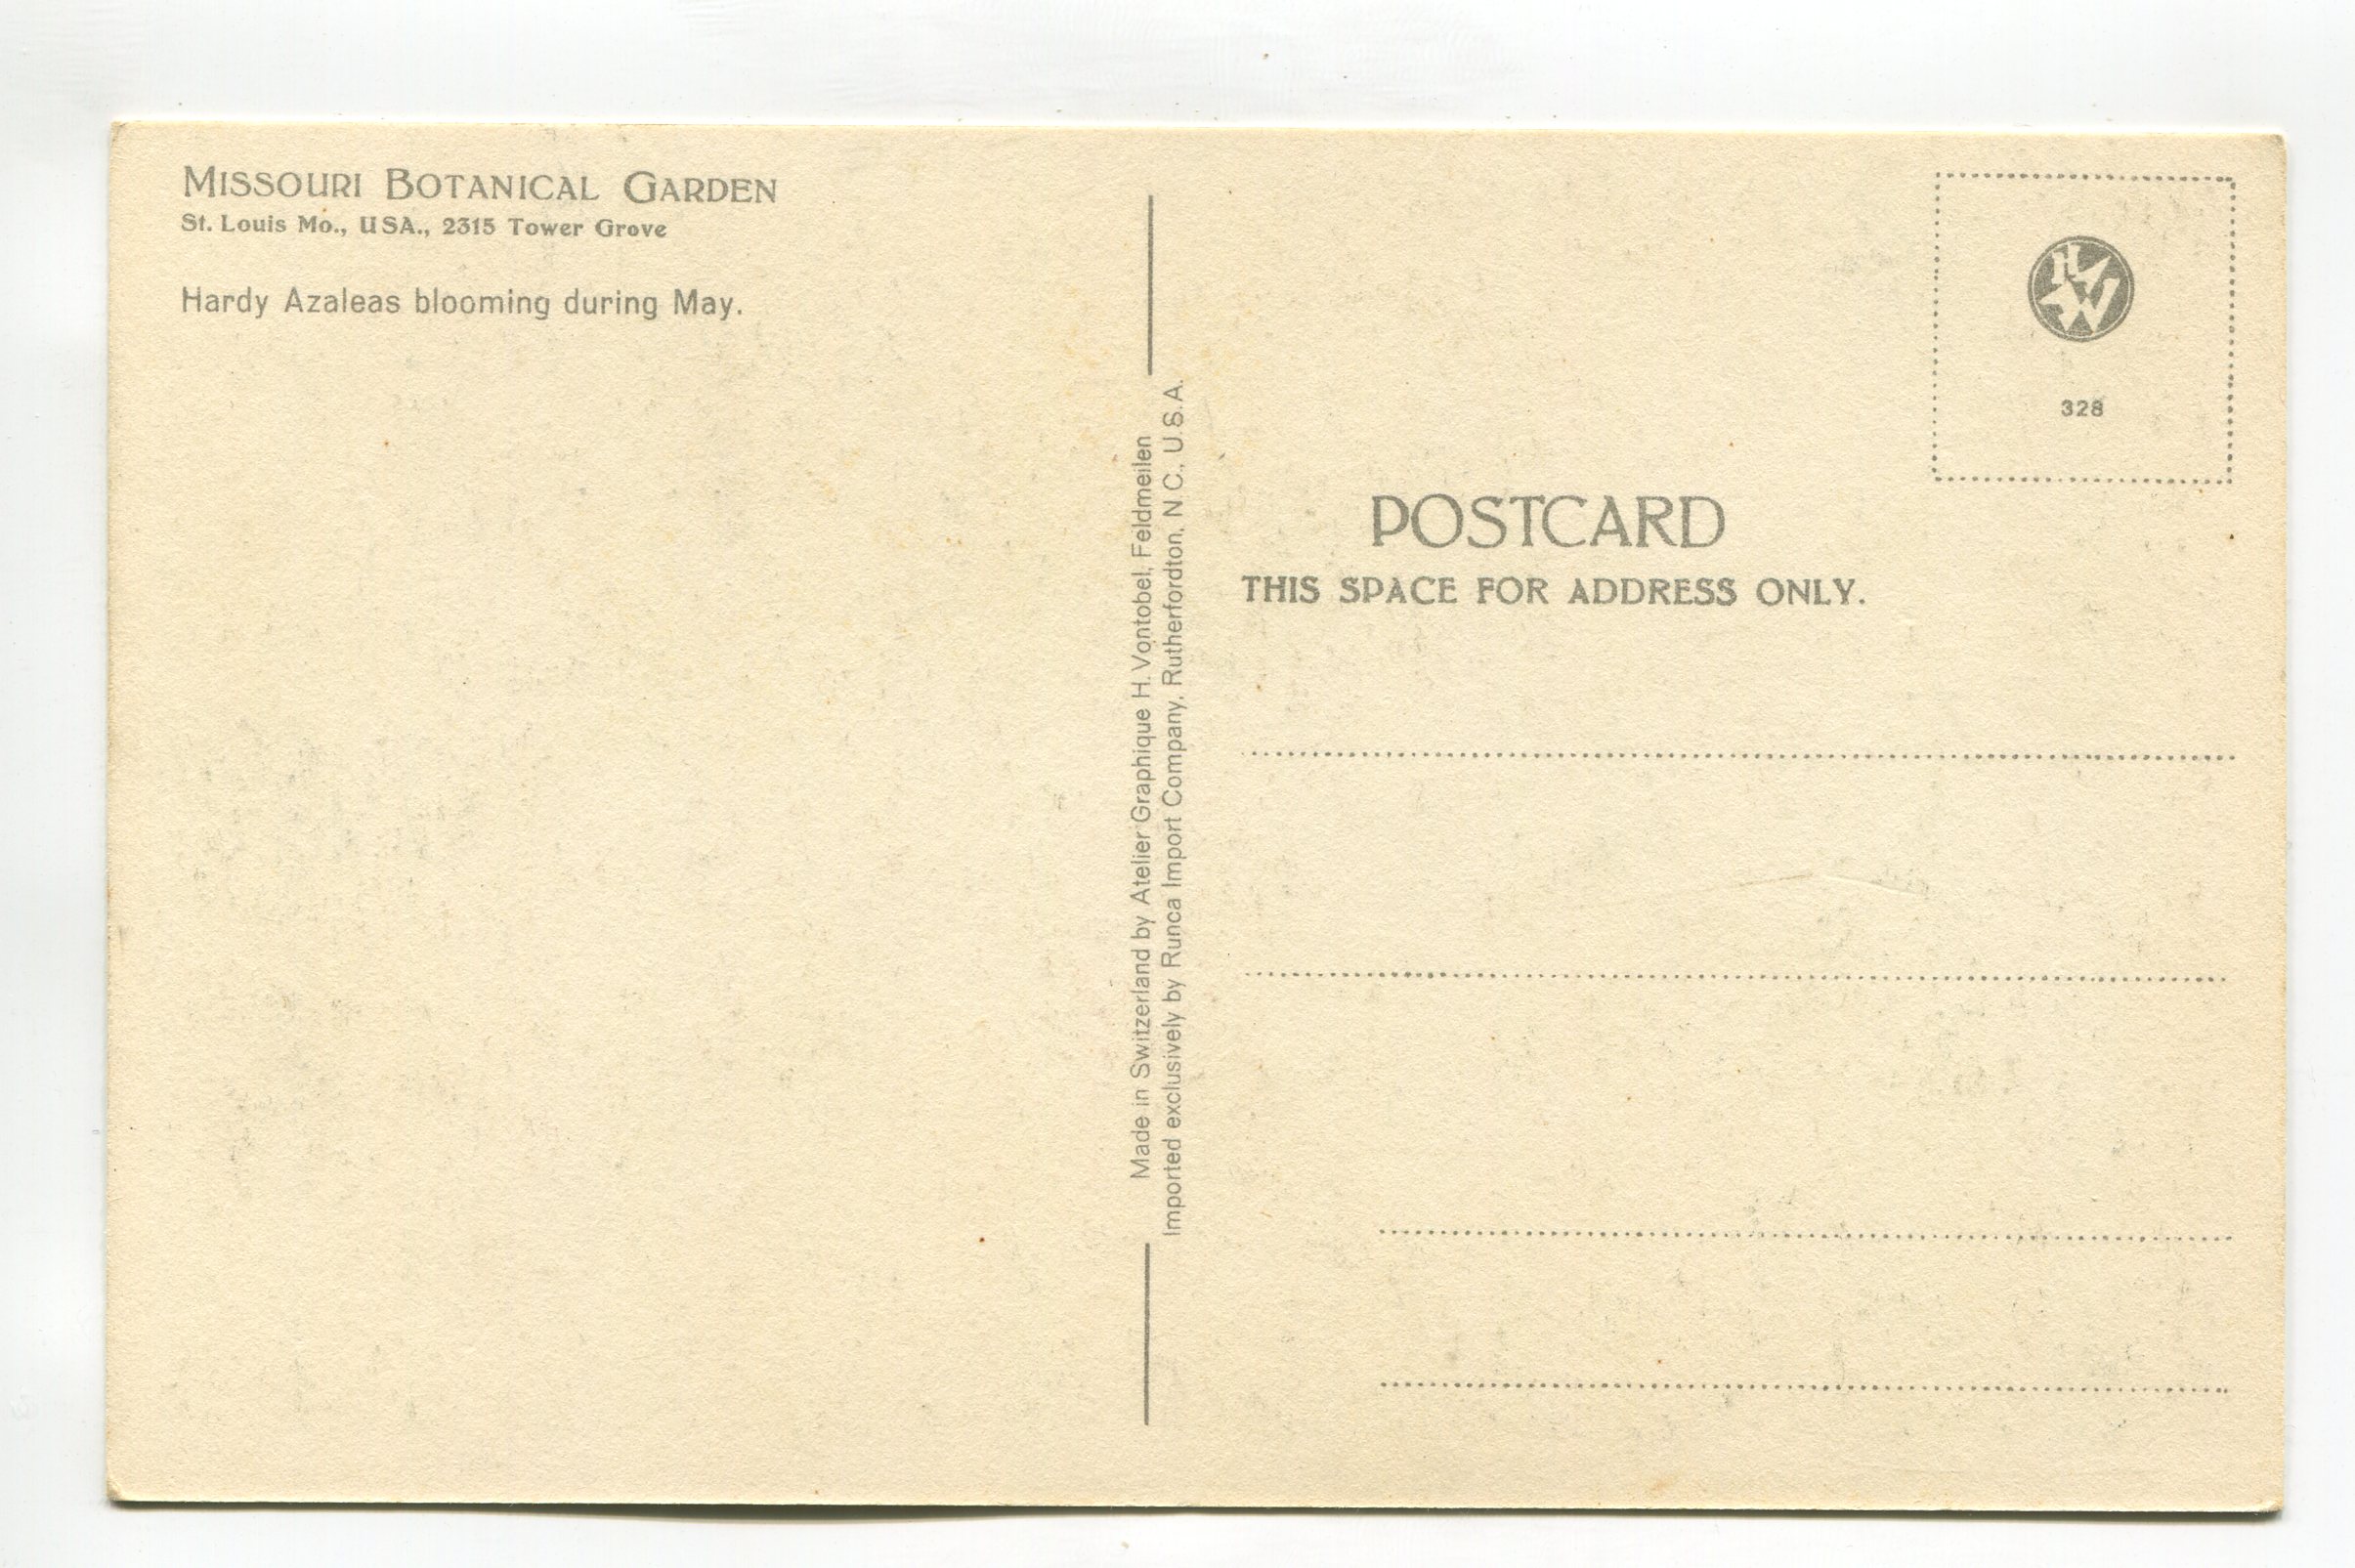 MISSOURI BOTANICAL GARDEN
St. Louis Mo., USA., 2315 Tower Grove
Hardy Azaleas blooming during May.
Made in Switzerland by Atelier Graphique H. Vontobel, Feldmeilen
Imported exclusively by Runca Import Company, Rutherfordton, N.C., U.S.A.
328
POSTCARD
THIS SPACE FOR ADDRESS ONLY.